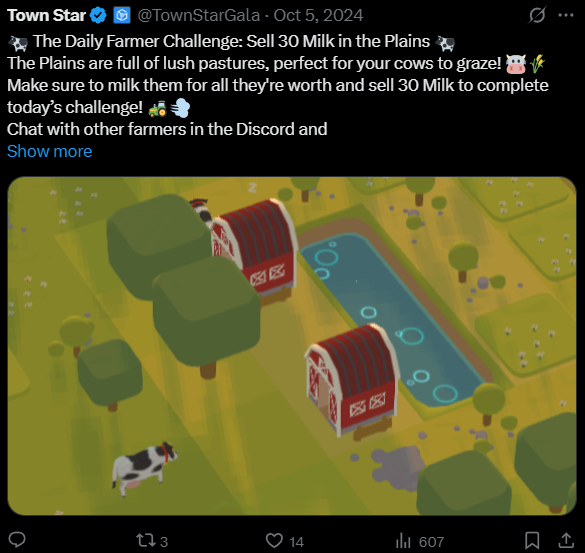 Town Star @TownStarGala · Oct 5, 2024
🐄 The Daily Farmer Challenge: Sell 30 Milk in the Plains 🐄
The Plains are full of lush pastures, perfect for your cows to graze! 🐮🌾
Make sure to milk them for all they're worth and sell 30 Milk to complete
today's challenge! 🚜💨
Chat with other farmers in the Discord and
Show more
z
3 14 607